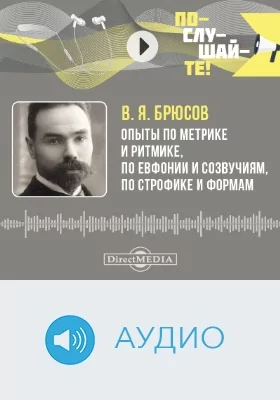 ПО-
СЛУ-
ШАЙ-
ТЕ!
В. Я. БРЮСОВ
ОПЫТЫ ПО МЕТРИКЕ
И РИТМИКЕ,
ПО ЕВФОНИИ И СОЗВУЧИЯМ,
ПО СТРОФИКЕ И ФОРМАМ
DirectMEDIA
АУДИО